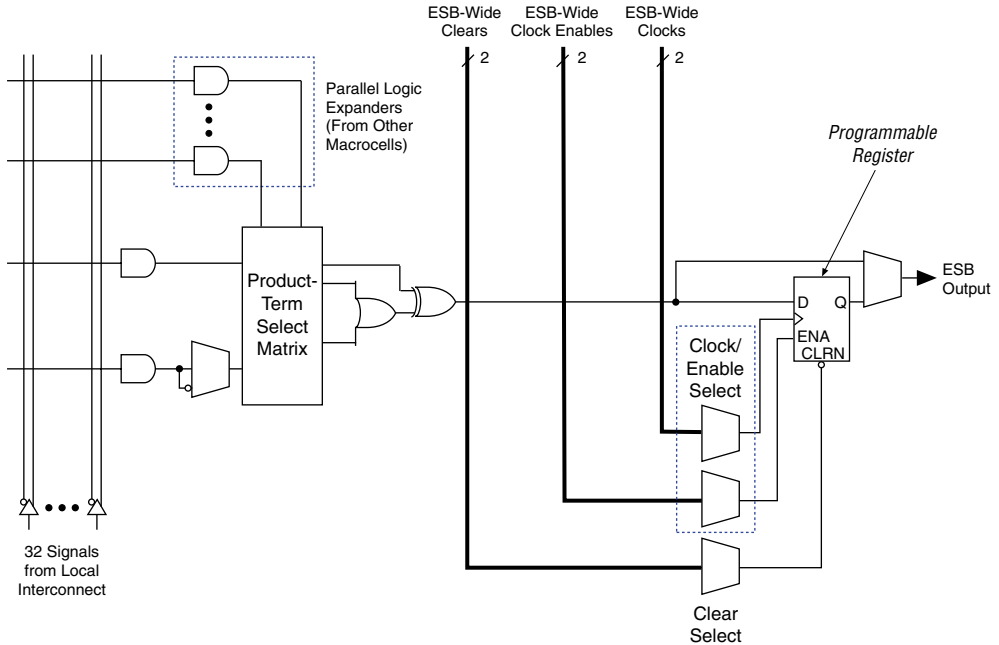 ESB-Wide
Clears
ESB-Wide
Clock Enables
ESB-Wide
Clocks
2
2
2
Parallel Logic
Expanders
(From Other
Macrocells)
Programmable
Register
Product-
Term
Select
Matrix
ESB
Output
D
Q
ENA
CLRN
Clock/
Enable
Select
32 Signals
from Local
Interconnect
Clear
Select